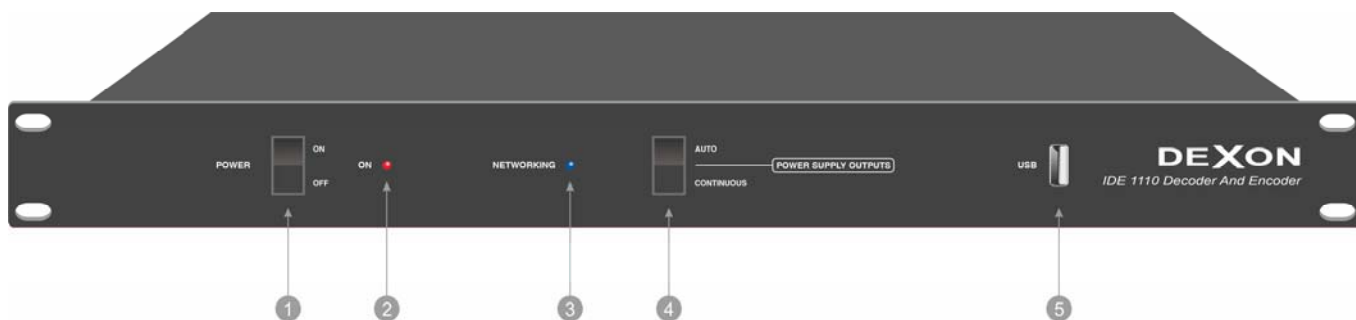 POWER
ON
OFF
ON
NETWORKING
AUTO
CONTINUOUS
POWER SUPPLY OUTPUTS
USB
DEXON
IDE 1110 Decoder And Encoder
1
2
3
4
5